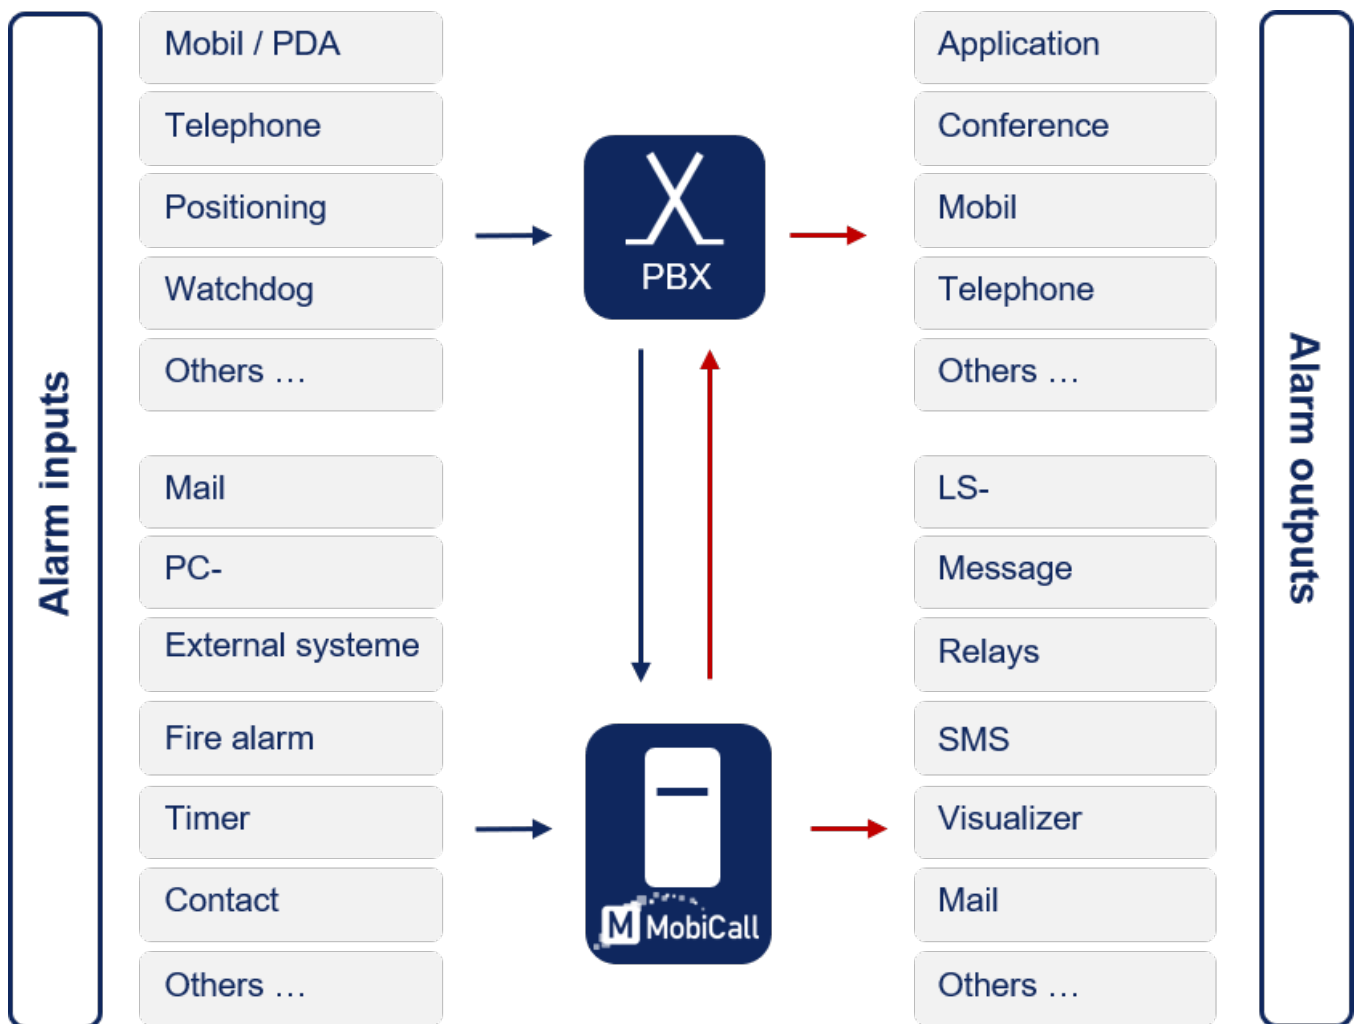 Alarm inputs
Mobil / PDA
Telephone
Positioning
Watchdog
Others …
Mail
PC-
External systeme
Fire alarm
Timer
Contact
Others …
PBX
M MobiCall
Application
Conference
Mobil
Telephone
Others …
LS-
Message
Relays
SMS
Visualizer
Mail
Others …
Alarm outputs